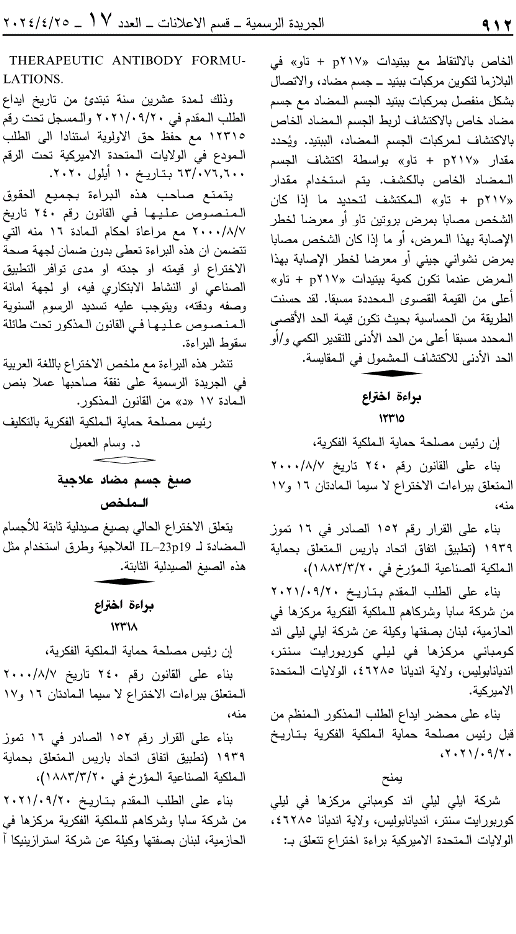 ٩١٢
الجريدة الرسمية ــ قسم الاعلانات ــ العدد ١٧ ــ ٢٠٢٤/٤/٢٥
الخاص بالالتقاط مع ببتيدات «p٢١٧ + تاو» في
البلازما لتكوين مركبات ببتيد ــ جسم مضاد، والاتصال
بشكل منفصل بمركبات ببتيد الجسم المضاد مع جسم
مضاد خاص بالاكتشاف لربط الجسم المضاد الخاص
بالاكتشاف لمركبات الجسم المضاد، الببتيد. ويُحدد
مقدار «p٢١٧ + تاو» بواسطة اكتشاف الجسم
المضاد الخاص بالكشف. يتم استخدام مقدار
«p٢١٧ + تاو» المكتشف لتحديد ما إذا كان
الشخص مصابا بمرض بروتين تاو أو معرضا لخطر
الإصابة بهذا المرض، أو ما إذا كان الشخص مصابا
بمرض نشواني جيئي أو معرضا لخطر الإصابة بهذا
المرض عندما تكون كمية ببتيدات «p٢١٧ + تاو»
أعلى من القيمة القصوى المحددة مسبقا. لقد حسنت
الطريقة من الحساسية بحيث تكون قيمة الحد الأقصى
المحدد مسبقا أعلى من الحد الأدنى للتقدير الكمي و/أو
الحد الأدنى للاكتشاف المشمول في المقايسة.
براءة اختراع
١٢٣١٥
إن رئيس مصلحة حماية الملكية الفكرية،
بناء على القانون رقم ٢٤٠ تاريخ ٢٠٠٠/٨/٧
المتعلق ببراءات الاختراع لا سيما المادتان ١٦ و١٧
منه،
بناء على القرار رقم ١٥٢ الصادر في ١٦ تموز
١٩٣٩ (تطبيق اتفاق اتحاد باريس المتعلق بحماية
الملكية الصناعية المؤرخ في ١٨٨٣/٣/٢٠)،
بناء على الطلب المقدم بتاريخ ٢٠٢١/٠٩/٢٠
من شركة سابا وشركاهم للملكية الفكرية مركزها في
الحازمية، لبنان بصفتها وكيلة عن شركة ايلي ليلى اند
كومباني مركزها في ليلي كوربورايت سنتر،
انديانابوليس، ولاية انديانا ٤٦٢٨٥، الولايات المتحدة
الاميركية.
بناء على محضر ايداع الطلب المذكور المنظم من
قبل رئيس مصلحة حماية الملكية الفكرية بتاريخ
٢٠٢١/٠٩/٢٠،
يمنح
شركة ايلي ليلي أند كومباني مركزها في ليلي
كوربورايت سنتر، انديانابوليس، ولاية انديانا ٤٦٢٨٥،
الولايات المتحدة الاميركية براءة اختراع تتعلق بـ:
THERAPEUTIC ANTIBODY FORMU-
LATIONS.
وذلك لمدة عشرين سنة تبتدئ من تاريخ ايداع
الطلب المقدم في ٢٠٢١/٠٩/٢٠ والمسجل تحت رقم
١٢٣١٥ مع حفظ حق الاولوية استنادا الى الطلب
المودع في الولايات المتحدة الاميركية تحت الرقم
٦٣/٠٧٦,٦٠٠ بتاريخ ١٠ أيلول ٢٠٢٠.
يتمتع صاحب هذه البراءة بجميع الحقوق
المنصوص عليها في القانون رقم ٢٤٠ تاريخ
٢٠٠٠/٨/٧ مع مراعاة احكام المادة ١٦ منه التي
تتضمن ان هذه البراءة تعطى بدون ضمان لجهة صحة
الاختراع او قيمته او جدته او مدى توافر التطبيق
الصناعي او النشاط الابتكاري فيه، او لجهة امانة
وصفه ودقته، ويتوجب عليه تسديد الرسوم السنوية
المنصوص عليها في القانون المذكور تحت طائلة
سقوط البراءة.
تنشر هذه البراءة مع ملخص الاختراع باللغة العربية
في الجريدة الرسمية على نفقة صاحبها عملا بنص
المادة ١٧ «د» من القانون المذكور.
رئيس مصلحة حماية الملكية الفكرية بالتكليف
د. وسام العميل
صيغ جسم مضاد علاجية
الملخص
يتعلق الاختراع الحالي بصيغ صيدلية ثابتة للأجسام
المضادة لـ IL–23p19 العلاجية وطرق استخدام مثل
هذه الصيغ الصيدلية الثابتة.
براءة اختراع
١٢٣١٨
إن رئيس مصلحة حماية الملكية الفكرية،
بناء على القانون رقم ٢٤٠ تاريخ ٢٠٠٠/٨/٧
المتعلق ببراءات الاختراع لا سيما المادتان ١٦ و١٧
منه،
بناء على القرار رقم ١٥٢ الصادر في ١٦ تموز
١٩٣٩ (تطبيق اتفاق اتحاد باريس المتعلق بحماية
الملكية الصناعية المؤرخ في ١٨٨٣/٣/٢٠)،
بناء على الطلب المقدم بتاريخ ٢٠٢١/٠٩/٢٠
من شركة سابا وشركاهم للملكية الفكرية مركزها في
الحازمية، لبنان بصفتها وكيلة عن شركة استرازينيكا آ